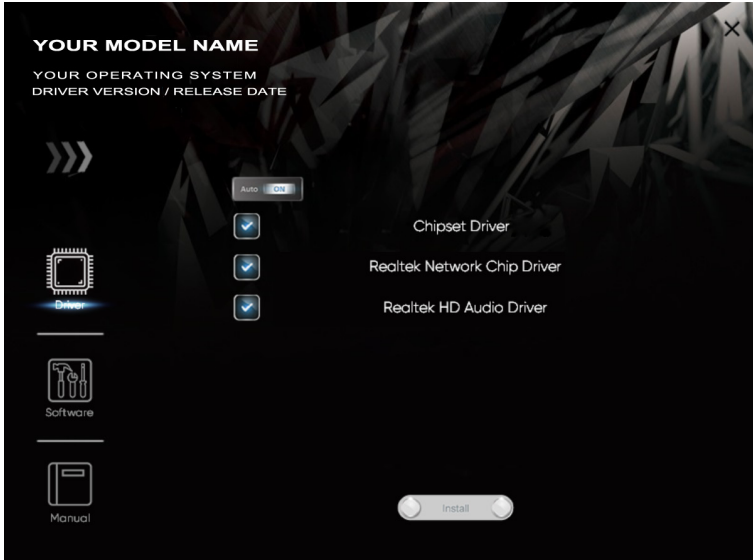 YOUR MODEL NAME
YOUR OPERATING SYSTEM
DRIVER VERSION / RELEASE DATE
Auto ON
Chipset Driver
Realtek Network Chip Driver
Realtek HD Audio Driver
Driver
Software
Manual
Install